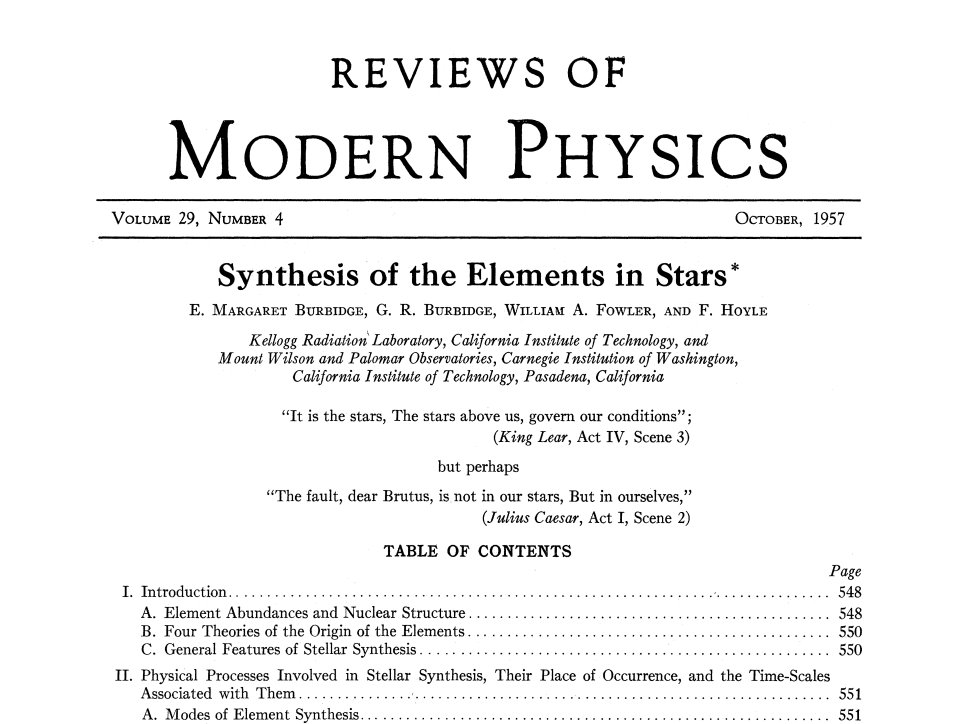 REVIEWS OF
MODERN PHYSICS
VOLUME 29, NUMBER 4 OCTOBER, 1957
Synthesis of the Elements in Stars*
E. MARGARET BURBIDGE, G. R. BURBIDGE, WILLIAM A. FOWLER, AND F. HOYLE
Kellogg Radiation Laboratory, California Institute of Technology, and
Mount Wilson and Palomar Observatories, Carnegie Institution of Washington,
California Institute of Technology, Pasadena, California
“It is the stars, The stars above us, govern our conditions”;
(King Lear, Act IV, Scene 3)
but perhaps
“The fault, dear Brutus, is not in our stars, But in ourselves,”
(Julius Caesar, Act I, Scene 2)
TABLE OF CONTENTS
Page
I. Introduction 548
A. Element Abundances and Nuclear Structure 548
B. Four Theories of the Origin of the Elements 550
C. General Features of Stellar Synthesis 550
II. Physical Processes Involved in Stellar Synthesis, Their Place of Occurrence, and the Time-Scales
Associated with Them 551
A. Modes of Element Synthesis 551